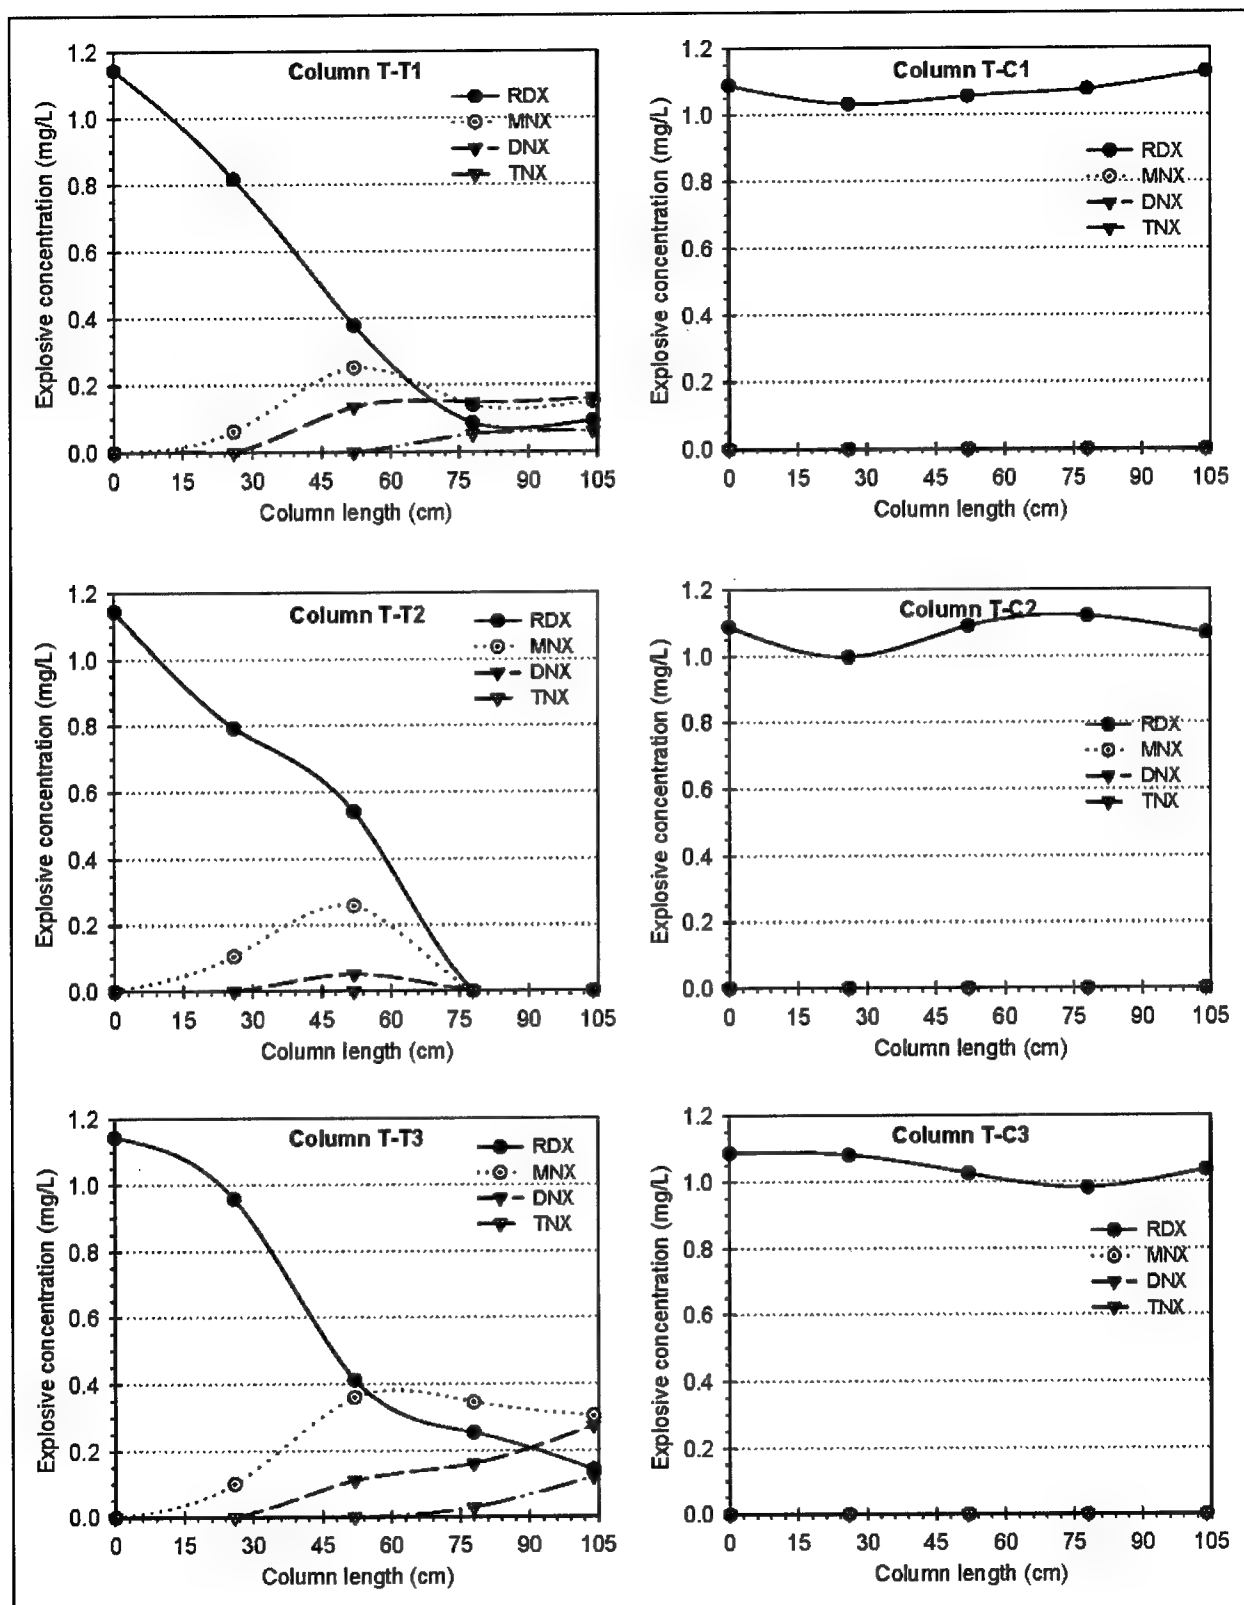 Column T-T1
RDX
MNX
DNX
TNX
Explosive concentration (mg/L)
1.2
1.0
0.8
0.6
0.4
0.2
0.0
0 15 30 45 60 75 90 105
Column length (cm)
Column T-C1
RDX
MNX
DNX
TNX
Explosive concentration (mg/L)
1.2
1.0
0.8
0.6
0.4
0.2
0.0
0 15 30 45 60 75 90 105
Column length (cm)
Column T-T2
RDX
MNX
DNX
TNX
Explosive concentration (mg/L)
1.2
1.0
0.8
0.6
0.4
0.2
0.0
0 15 30 45 60 75 90 105
Column length (cm)
Column T-C2
RDX
MNX
DNX
TNX
Explosive concentration (mg/L)
1.2
1.0
0.8
0.6
0.4
0.2
0.0
0 15 30 45 60 75 90 105
Column length (cm)
Column T-T3
RDX
MNX
DNX
TNX
Explosive concentration (mg/L)
1.2
1.0
0.8
0.6
0.4
0.2
0.0
0 15 30 45 60 75 90 105
Column length (cm)
Column T-C3
RDX
MNX
DNX
TNX
Explosive concentration (mg/L)
1.2
1.0
0.8
0.6
0.4
0.2
0.0
0 15 30 45 60 75 90 105
Column length (cm)